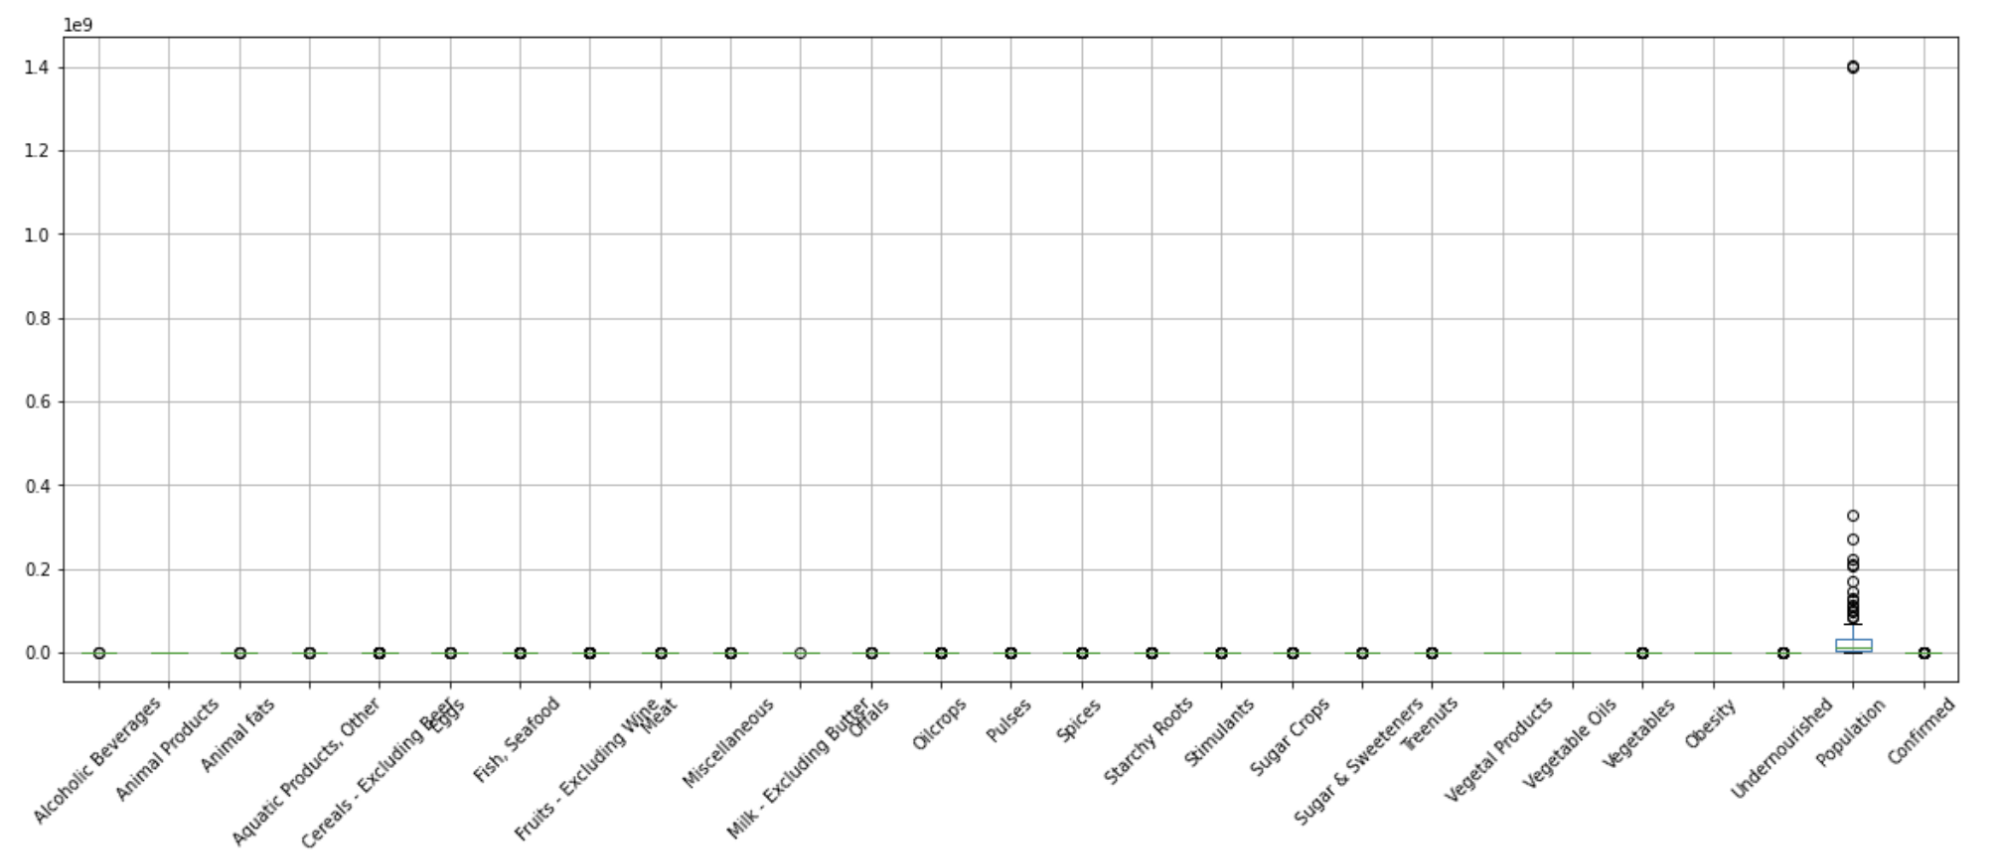 1e9
1.4
1.2
1.0
0.8
0.6
0.4
0.2
0.0
Alcoholic Beverages
Animal Products
Animal fats
Aquatic Products, Other
Cereals - Excluding Beer
Eggs
Fish, Seafood
Fruits - Excluding Wine
Meat
Miscellaneous
Milk - Excluding Butter
Offals
Oilcrops
Pulses
Spices
Starchy Roots
Stimulants
Sugar Crops
Sugar & Sweeteners
Treenuts
Vegetal Products
Vegetable Oils
Vegetables
Obesity
Undernourished
Population
Confirmed